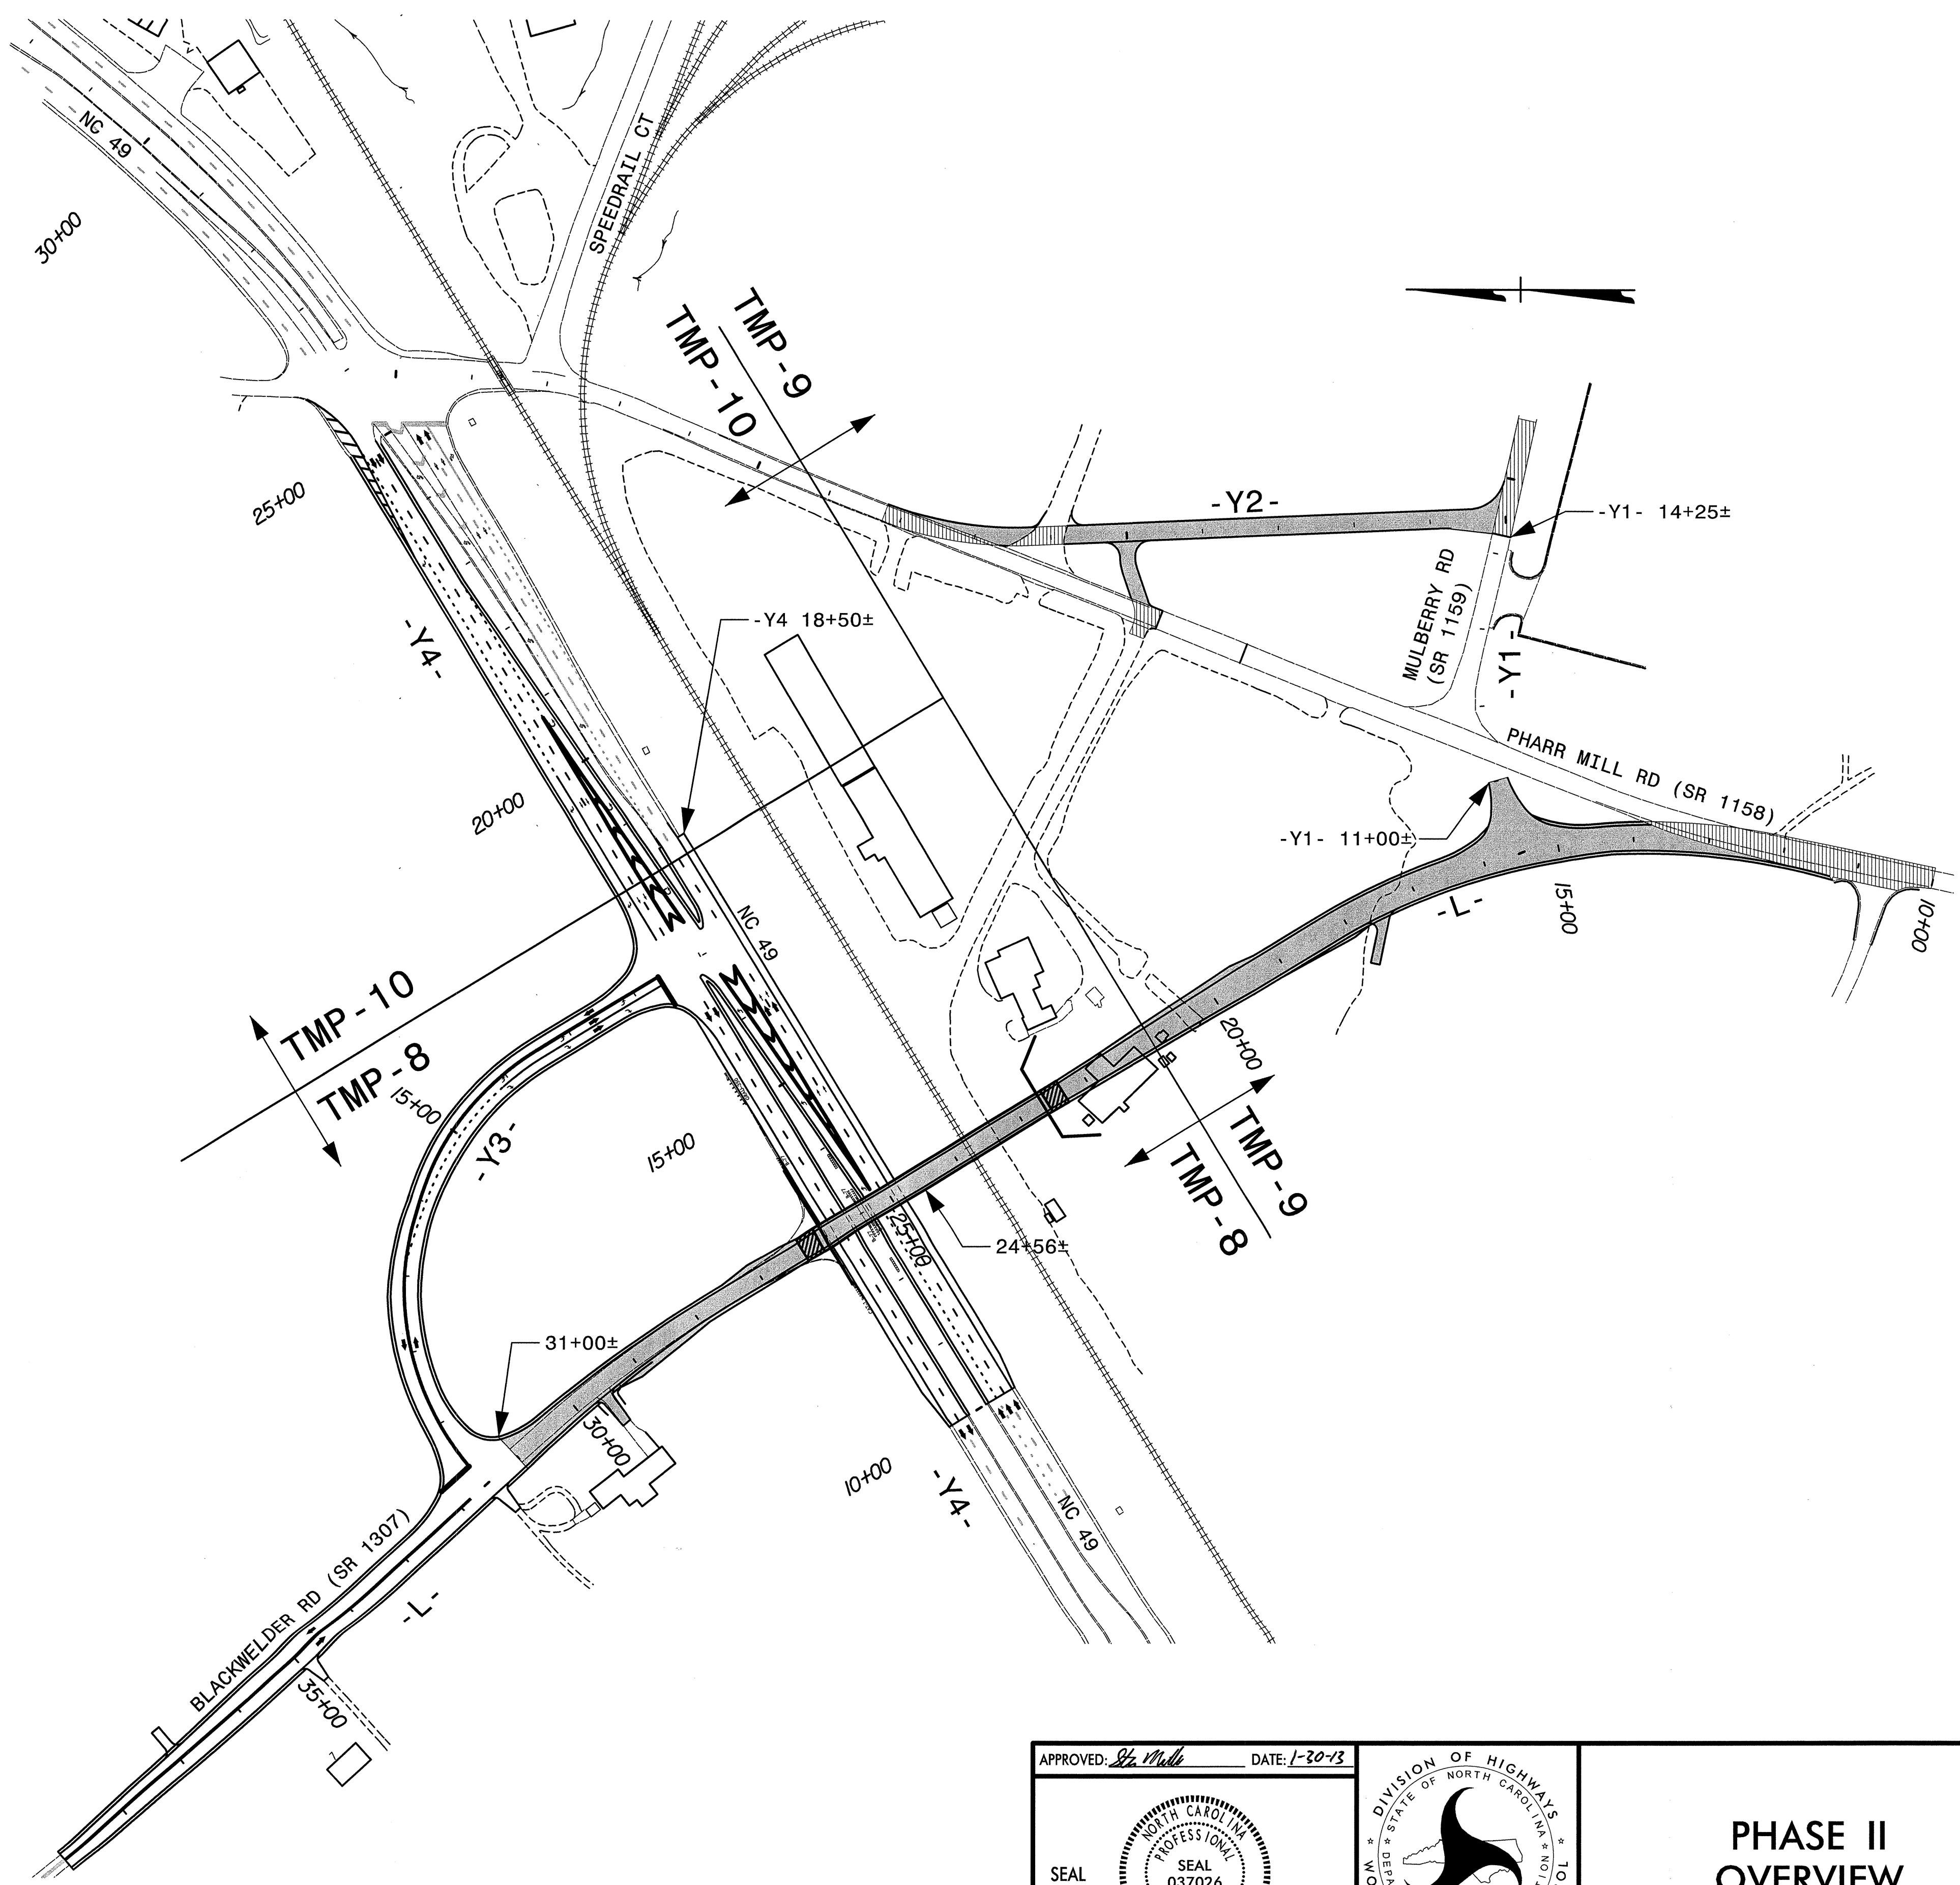 NC 49
30+00
SPEEDRAIL CT
TMP-9
TMP-10
25+00
-Y2-
-Y1- 14+25±
MULBERRY RD
(SR 1159)
-Y1-
-Y4-
-Y4 18+50±
PHARR MILL RD (SR 1158)
20+00
-Y1- 11+00±
-L-
15+00
10+00
NC 49
TMP-10
TMP-8
15+00
-Y3-
15+00
20+00
TMP-9
TMP-8
25+00
24+56±
31+00±
30+00
10+00
-Y4-
NC 49
BLACKWELDER RD (SR 1307)
-L-
35+00
APPROVED:
DATE: 1-30-13
SEAL
NORTH CAROLINA
PROFESSIONAL
SEAL
037026
DIVISION OF HIGHWAYS
STATE OF NORTH CAROLINA
PHASE II
OVERVIEW